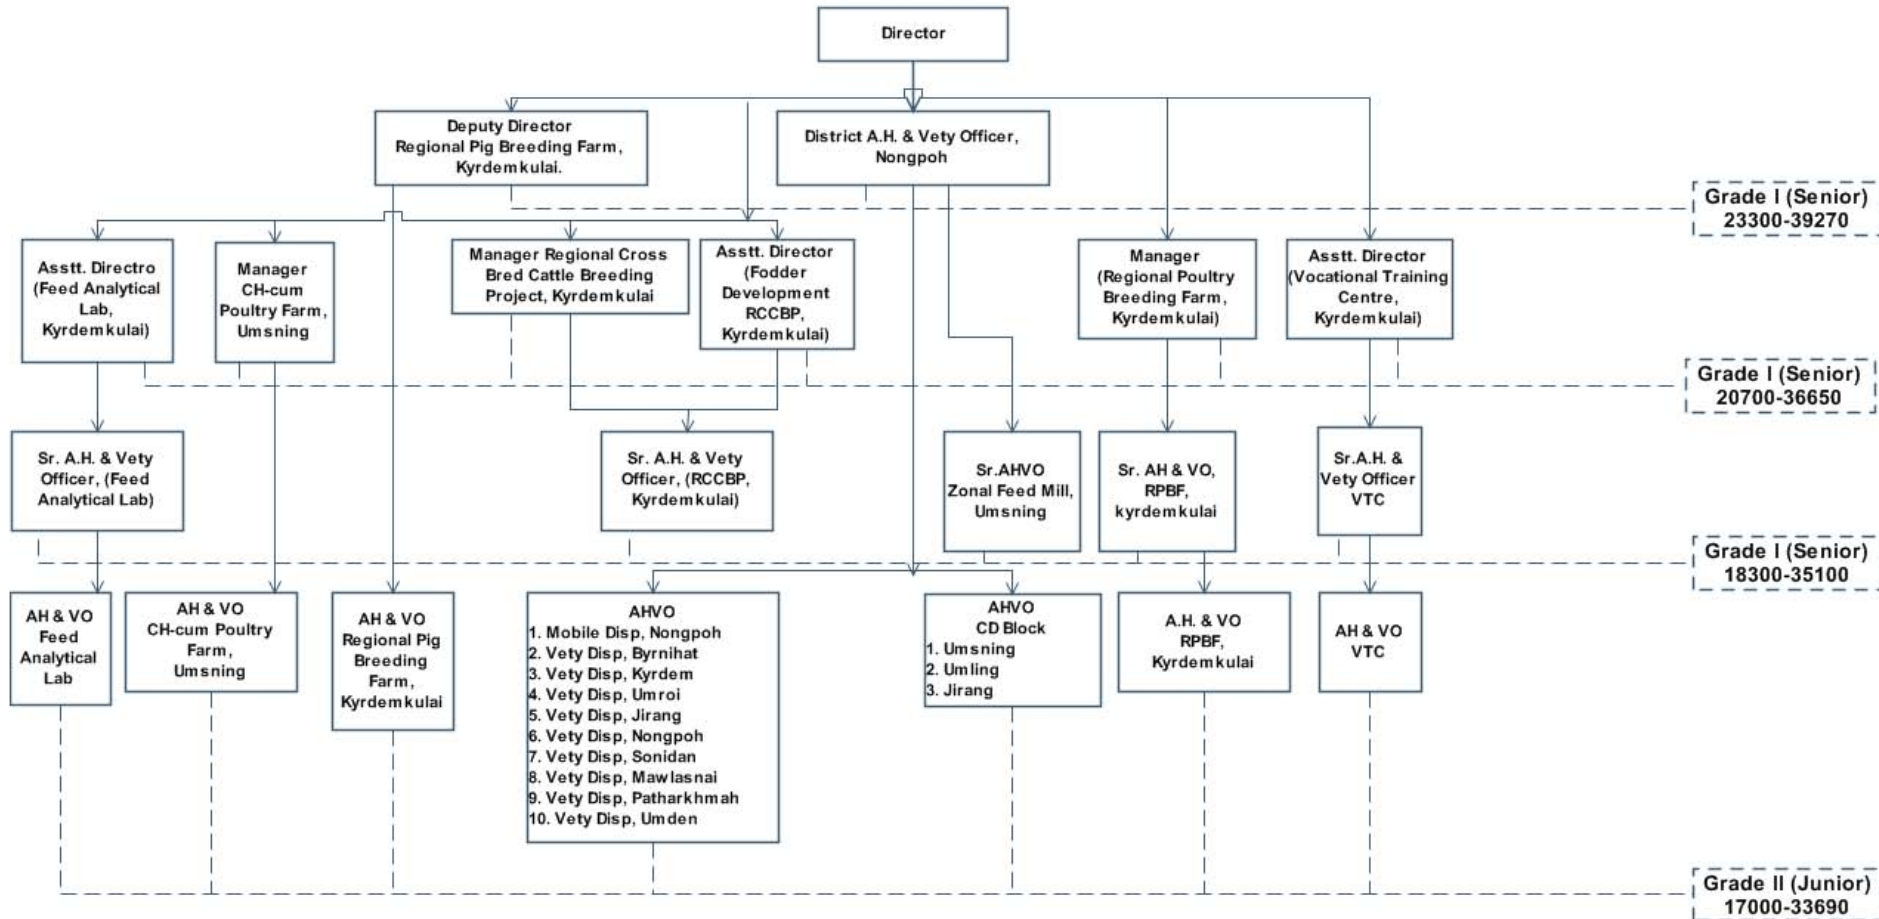 Director
Deputy Director
Regional Pig Breeding Farm,
Kyrdemkulai.
District A.H. & Vety Officer,
Nongpoh
Grade I (Senior)
23300-39270
Asstt. Directro
(Feed Analytical
Lab,
Kyrdemkulai)
Manager
CH-cum
Poultry Farm,
Umsning
Manager Regional Cross
Bred Cattle Breeding
Project, Kyrdemkulai
Asstt. Director
(Fodder
Development
RCCBP,
Kyrdemkulai)
Manager
(Regional Poultry
Breeding Farm,
Kyrdemkulai)
Asstt. Director
(Vocational Training
Centre,
Kyrdemkulai)
Grade I (Senior)
20700-36650
Sr. A.H. & Vety
Officer, (Feed
Analytical Lab)
Sr. A.H. & Vety
Officer, (RCCBP,
Kyrdemkulai)
Sr.AHVO
Zonal Feed Mill,
Umsning
Sr. AH & VO,
RPBF,
kyrdemkulai
Sr.A.H. &
Vety Officer
VTC
Grade I (Senior)
18300-35100
AH & VO
Feed
Analytical
Lab
AH & VO
CH-cum Poultry
Farm,
Umsning
AH & VO
Regional Pig
Breeding
Farm,
Kyrdemkulai
AHVO
1. Mobile Disp, Nongpoh
2. Vety Disp, Byrnihat
3. Vety Disp, Kyrdem
4. Vety Disp, Umroi
5. Vety Disp, Jirang
6. Vety Disp, Nongpoh
7. Vety Disp, Sonidan
8. Vety Disp, Mawlasnai
9. Vety Disp, Patharkhmah
10. Vety Disp, Umden
AHVO
CD Block
1. Umsning
2. Umling
3. Jirang
A.H. & VO
RPBF,
Kyrdemkulai
AH & VO
VTC
Grade II (Junior)
17000-33690